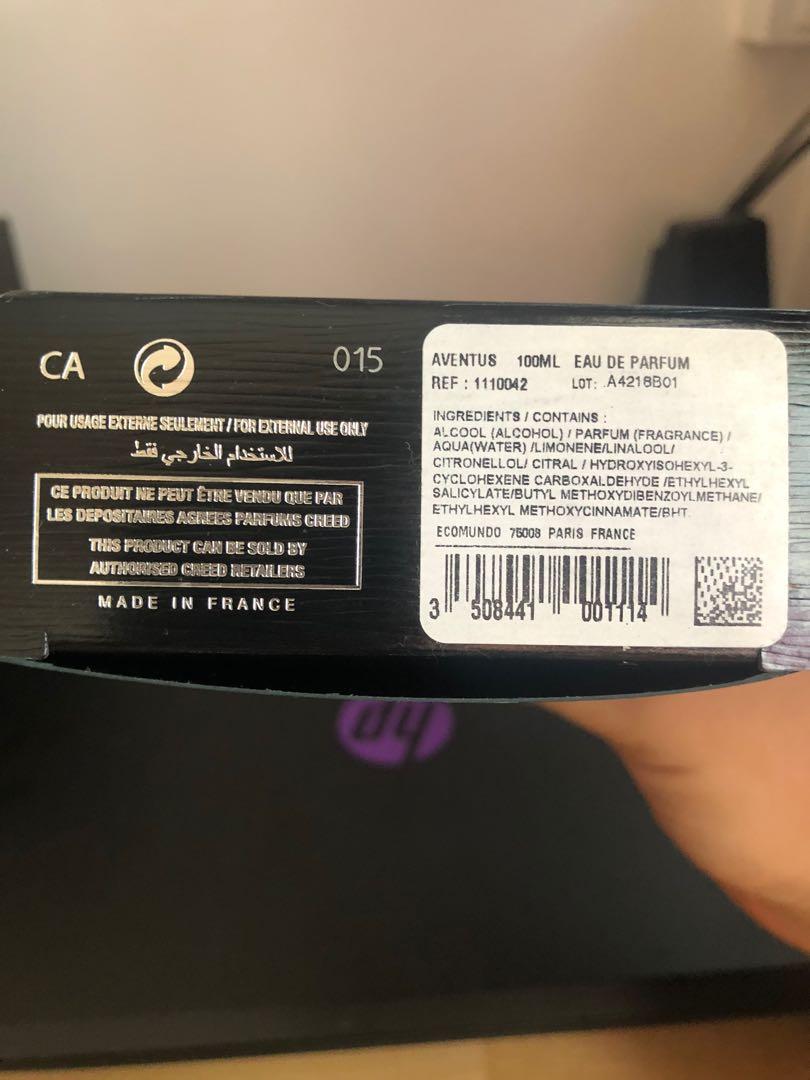 CA
015
POUR USAGE EXTERNE SEULEMENT / FOR EXTERNAL USE ONLY
للاستخدام الخارجي فقط
CE PRODUIT NE PEUT ÊTRE VENDU QUE PAR
LES DEPOSITAIRES AGREES PARFUMS CREED
THIS PRODUCT CAN BE SOLD BY
AUTHORISED CREED RETAILERS
MADE IN FRANCE
AVENTUS 100ML EAU DE PARFUM
REF : 1110042 LOT: A4218B01
INGREDIENTS / CONTAINS :
ALCOOL (ALCOHOL) / PARFUM (FRAGRANCE) /
AQUA(WATER) /LIMONENE/LINALOOL/
CITRONELLOL/ CITRAL / HYDROXYISOHEXYL-3-
CYCLOHEXENE CARBOXALDEHYDE /ETHYLHEXYL
SALICYLATE/BUTYL METHOXYDIBENZOYLMETHANE/
ETHYLHEXYL METHOXYCINNAMATE/BHT.
ECOMUNDO 75008 PARIS FRANCE
3 508441 001114
hp